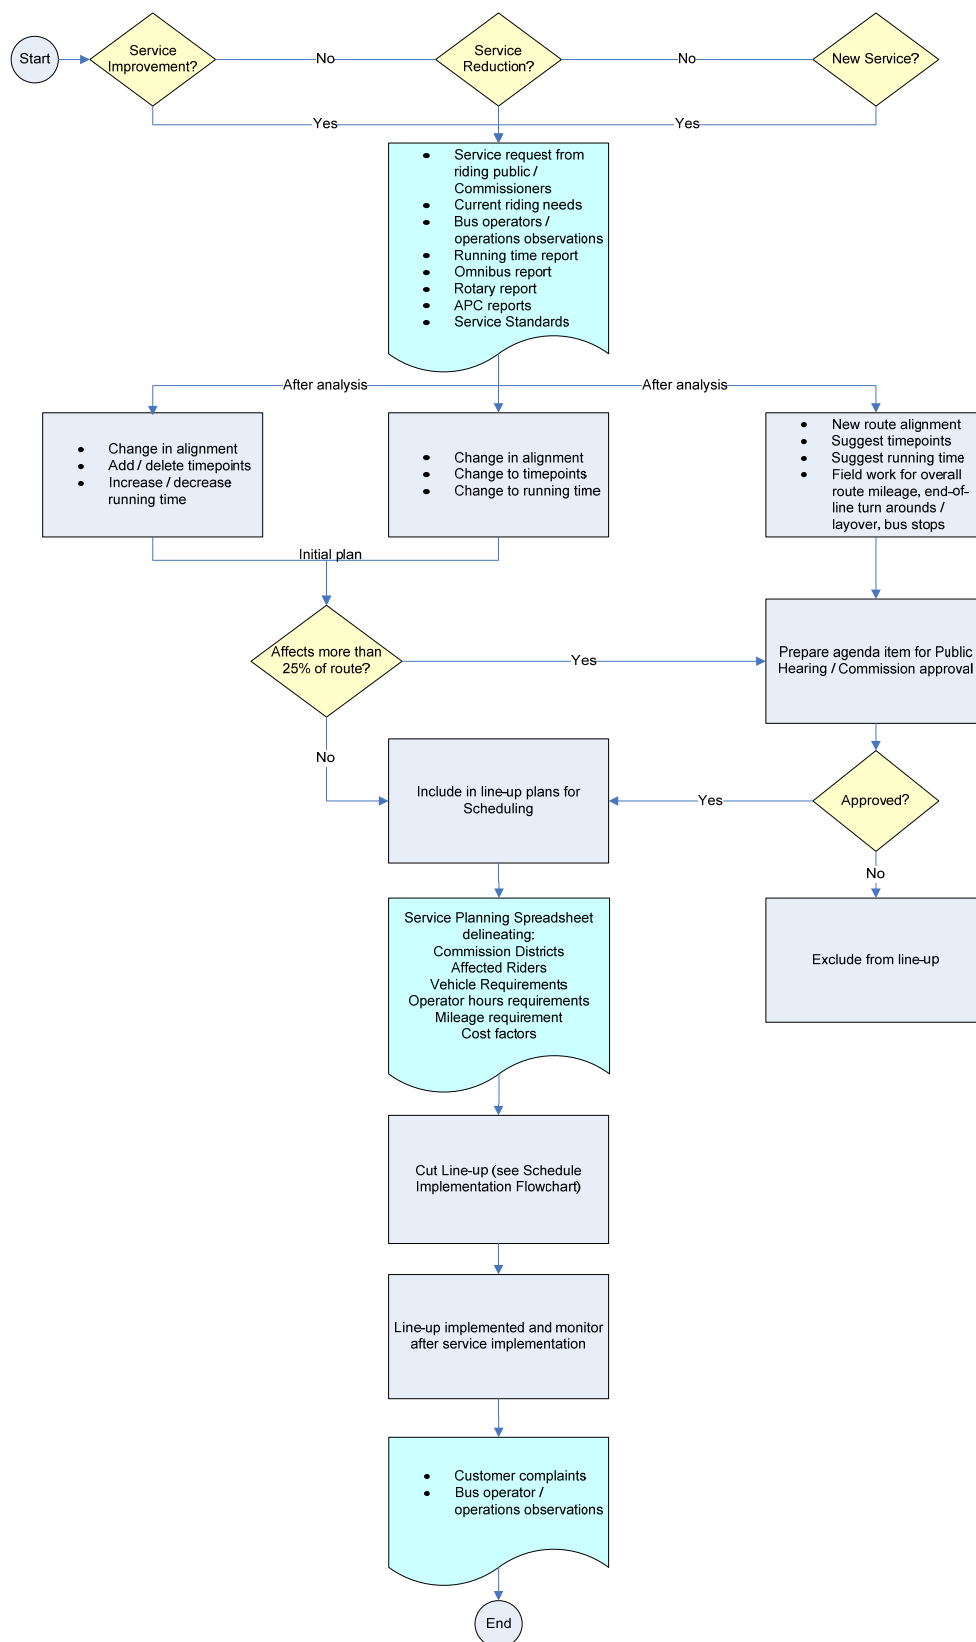 Start
Service
Improvement?
No
Service
Reduction?
No
New Service?
Yes
Yes
• Service request from
riding public /
Commissioners
• Current riding needs
• Bus operators /
operations observations
• Running time report
• Omnibus report
• Rotary report
• APC reports
• Service Standards
After analysis
After analysis
• Change in alignment
• Add / delete timepoints
• Increase / decrease
running time
• Change in alignment
• Change to timepoints
• Change to running time
• New route alignment
• Suggest timepoints
• Suggest running time
• Field work for overall
route mileage, end-of-
line turn arounds /
layover, bus stops
Initial plan
Affects more than
25% of route?
Yes
Prepare agenda item for Public
Hearing / Commission approval
No
Include in line-up plans for
Scheduling
Yes
Approved?
No
Service Planning Spreadsheet
delineating:
Commission Districts
Affected Riders
Vehicle Requirements
Operator hours requirements
Mileage requirement
Cost factors
Exclude from line-up
Cut Line-up (see Schedule
Implementation Flowchart)
Line-up implemented and monitor
after service implementation
• Customer complaints
• Bus operator /
operations observations
End